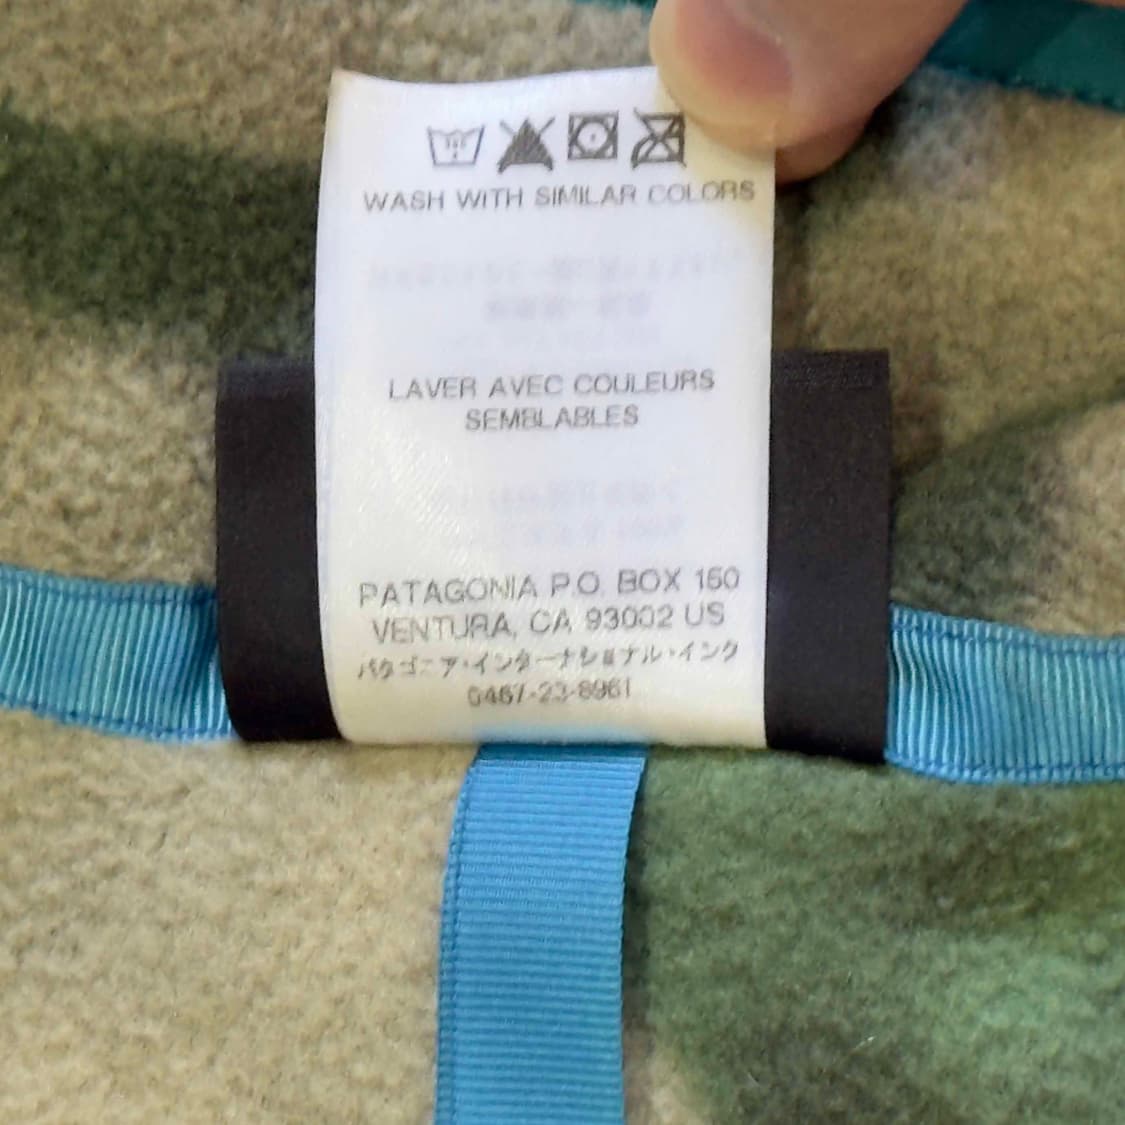 WASH WITH SIMILAR COLORS
LAVER AVEC COULEURS
SEMBLABLES
PATAGONIA P.O. BOX 150
VENTURA, CA 93002 US
パタゴニア・インターナショナル・インク
0467-23-8961